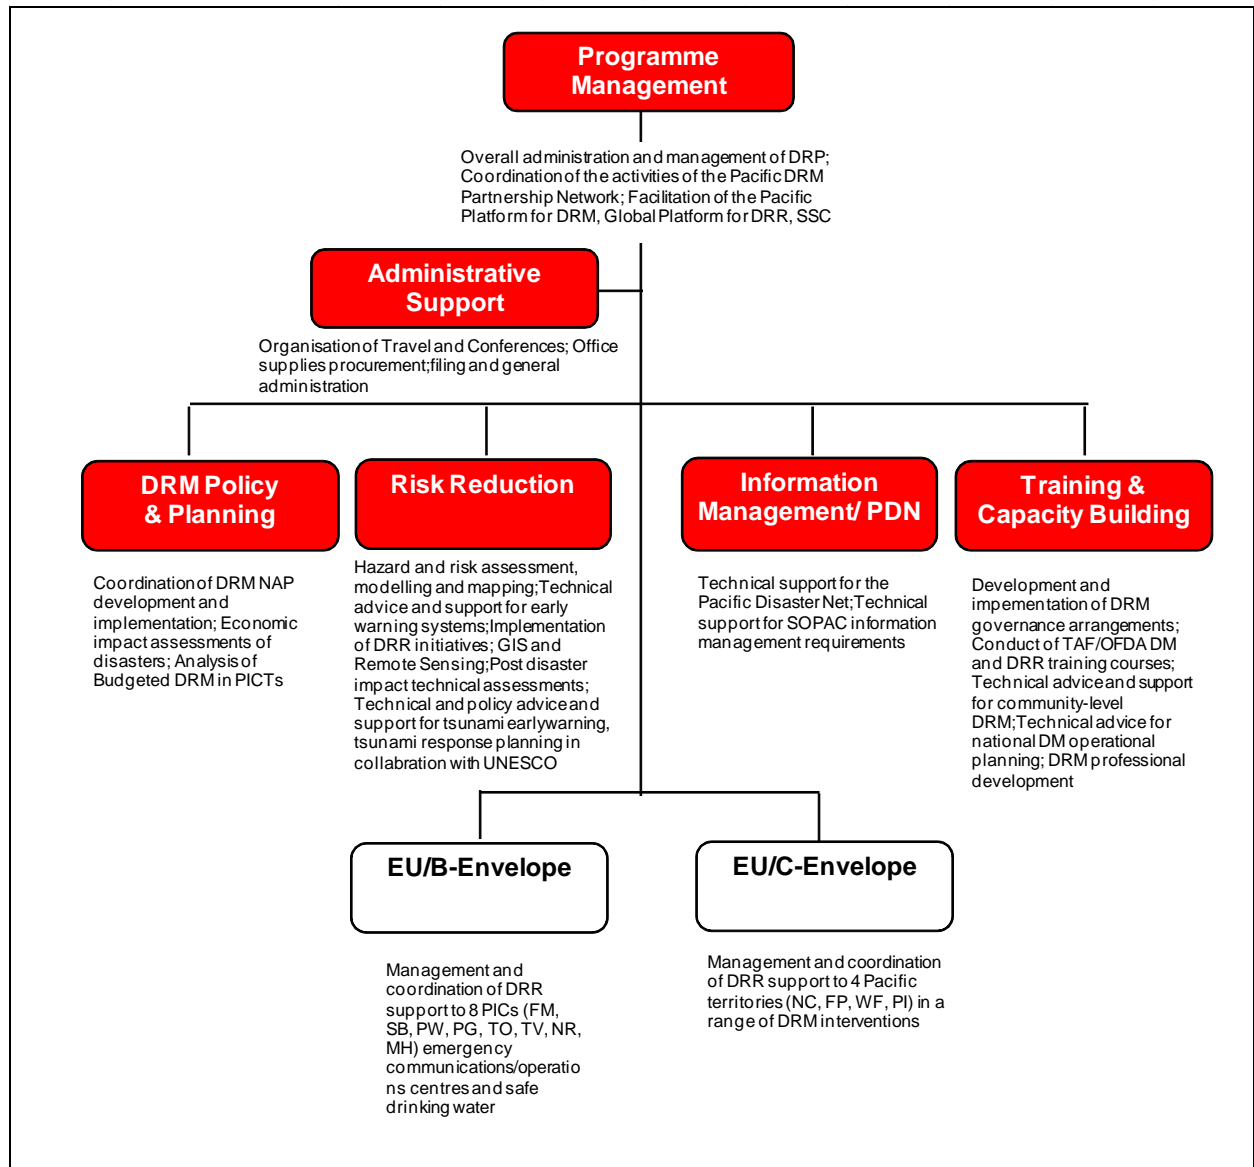 Programme
Management
Overall administration and management of DRP;
Coordination of the activities of the Pacific DRM
Partnership Network; Facilitation of the Pacific
Platform for DRM, Global Platform for DRR, SSC
Administrative
Support
Organisation of Travel and Conferences; Office
supplies procurement;filing and general
administration
DRM Policy
& Planning
Coordination of DRM NAP
development and
implementation; Economic
impact assessments of
disasters; Analysis of
Budgeted DRM in PICTs
Risk Reduction
Hazard and risk assessment,
modelling and mapping;Technical
advice and support for early
warning systems;Implementation
of DRR initiatives; GIS and
Remote Sensing;Post disaster
impact technical assessments;
Technical and policy advice and
support for tsunami early warning,
tsunami response planning in
collabration with UNESCO
Information
Management/ PDN
Technical support for the
Pacific Disaster Net;Technical
support for SOPAC information
management requirements
Training &
Capacity Building
Development and
impementation of DRM
governance arrangements;
Conduct of TAF/OFDA DM
and DRR training courses;
Technical advice and support
for community-level
DRM;Technical advice for
national DM operational
planning; DRM professional
development
EU/B-Envelope
Management and
coordination of DRR
support to 8 PICs (FM,
SB, PW, PG, TO, TV, NR,
MH) emergency
communications/operatio
ns centres and safe
drinking water
EU/C-Envelope
Management and coordination
of DRR support to 4 Pacific
territories (NC, FP, WF, PI) in a
range of DRM interventions